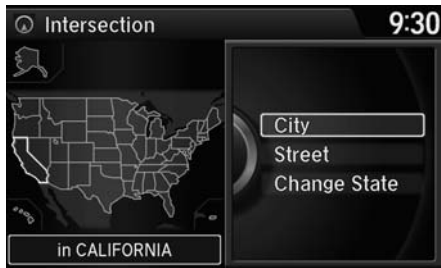 Intersection
9:30
City
Street
Change State
in CALIFORNIA